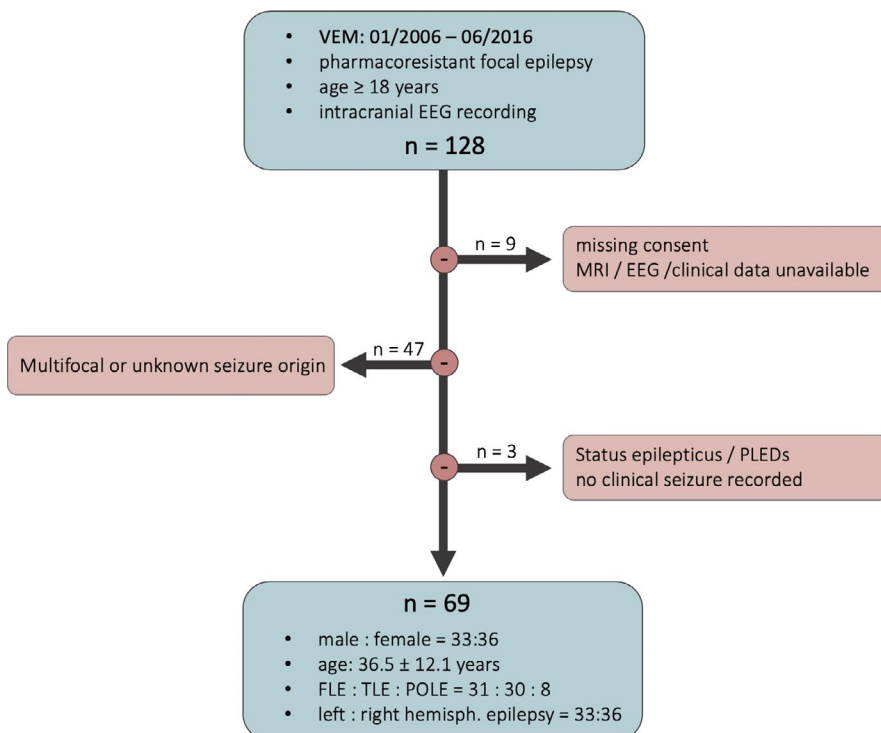 • VEM: 01/2006 – 06/2016
• pharmacoresistant focal epilepsy
• age ≥ 18 years
• intracranial EEG recording
n = 128
n = 9
-
missing consent
MRI / EEG /clinical data unavailable
n = 47
-
Multifocal or unknown seizure origin
n = 3
-
Status epilepticus / PLEDs
no clinical seizure recorded
n = 69
• male : female = 33:36
• age: 36.5 ± 12.1 years
• FLE : TLE : POLE = 31 : 30 : 8
• left : right hemisph. epilepsy = 33:36